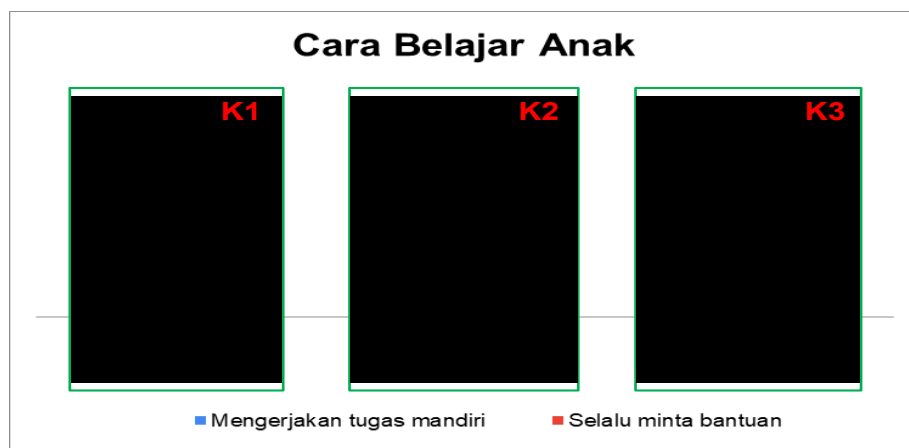 Cara Belajar Anak
K1 K2 K3
Mengerjakan tugas mandiri Selalu minta bantuan